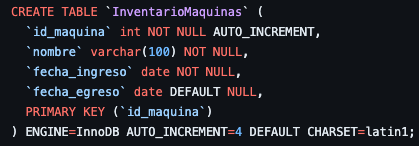 CREATE TABLE `InventarioMaquinas` (
  `id_maquina` int NOT NULL AUTO_INCREMENT,
  `nombre` varchar(100) NOT NULL,
  `fecha_ingreso` date NOT NULL,
  `fecha_egreso` date DEFAULT NULL,
  PRIMARY KEY (`id_maquina`)
) ENGINE=InnoDB AUTO_INCREMENT=4 DEFAULT CHARSET=latin1;